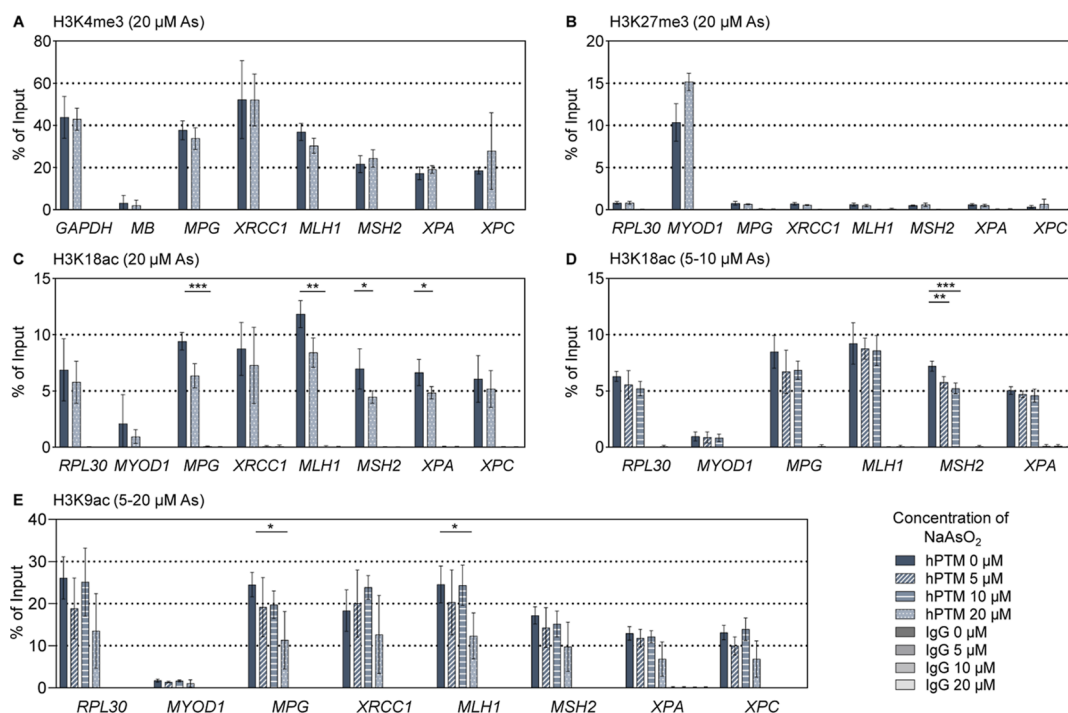 A H3K4me3 (20 µM As)
% of Input
80
60
40
20
0
GAPDH MB MPG XRCC1 MLH1 MSH2 XPA XPC
B H3K27me3 (20 µM As)
% of Input
20
15
10
5
0
RPL30 MYOD1 MPG XRCC1 MLH1 MSH2 XPA XPC
C H3K18ac (20 µM As)
% of Input
15
10
5
0
*** ** * *
RPL30 MYOD1 MPG XRCC1 MLH1 MSH2 XPA XPC
D H3K18ac (5-10 µM As)
% of Input
15
10
5
0
***
**
RPL30 MYOD1 MPG MLH1 MSH2 XPA
E H3K9ac (5-20 µM As)
% of Input
40
30
20
10
0
* *
RPL30 MYOD1 MPG XRCC1 MLH1 MSH2 XPA XPC
Concentration of
NaAsO₂
hPTM 0 µM
hPTM 5 µM
hPTM 10 µM
hPTM 20 µM
IgG 0 µM
IgG 5 µM
IgG 10 µM
IgG 20 µM